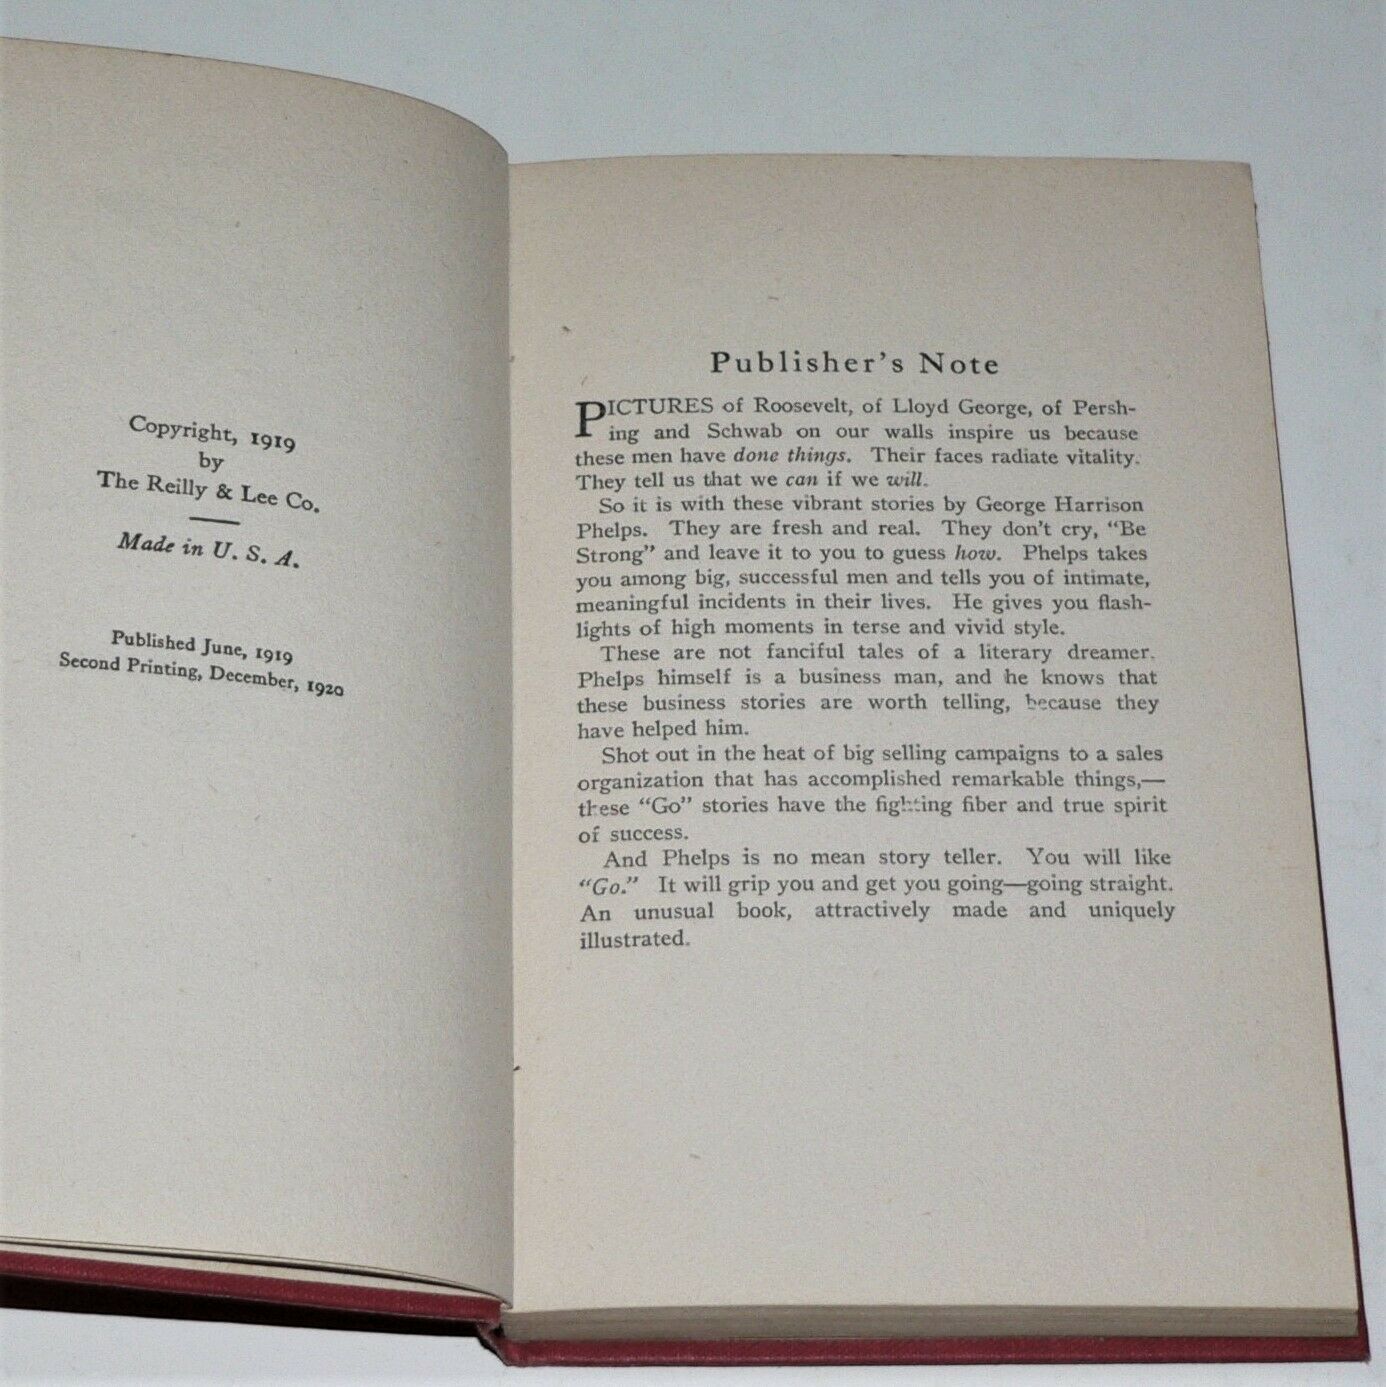 Copyright, 1919
by
The Reilly & Lee Co.
Made in U. S. A.
Published June, 1919
Second Printing, December, 1920
Publisher's Note
PICTURES of Roosevelt, of Lloyd George, of Persh-
ing and Schwab on our walls inspire us because
these men have done things. Their faces radiate vitality.
They tell us that we can if we will.
So it is with these vibrant stories by George Harrison
Phelps. They are fresh and real. They don't cry, "Be
Strong" and leave it to you to guess how. Phelps takes
you among big, successful men and tells you of intimate,
meaningful incidents in their lives. He gives you flash-
lights of high moments in terse and vivid style.
These are not fanciful tales of a literary dreamer.
Phelps himself is a business man, and he knows that
these business stories are worth telling, because they
have helped him.
Shot out in the heat of big selling campaigns to a sales
organization that has accomplished remarkable things,—
these "Go" stories have the fighting fiber and true spirit
of success.
And Phelps is no mean story teller. You will like
"Go." It will grip you and get you going—going straight.
An unusual book, attractively made and uniquely
illustrated.